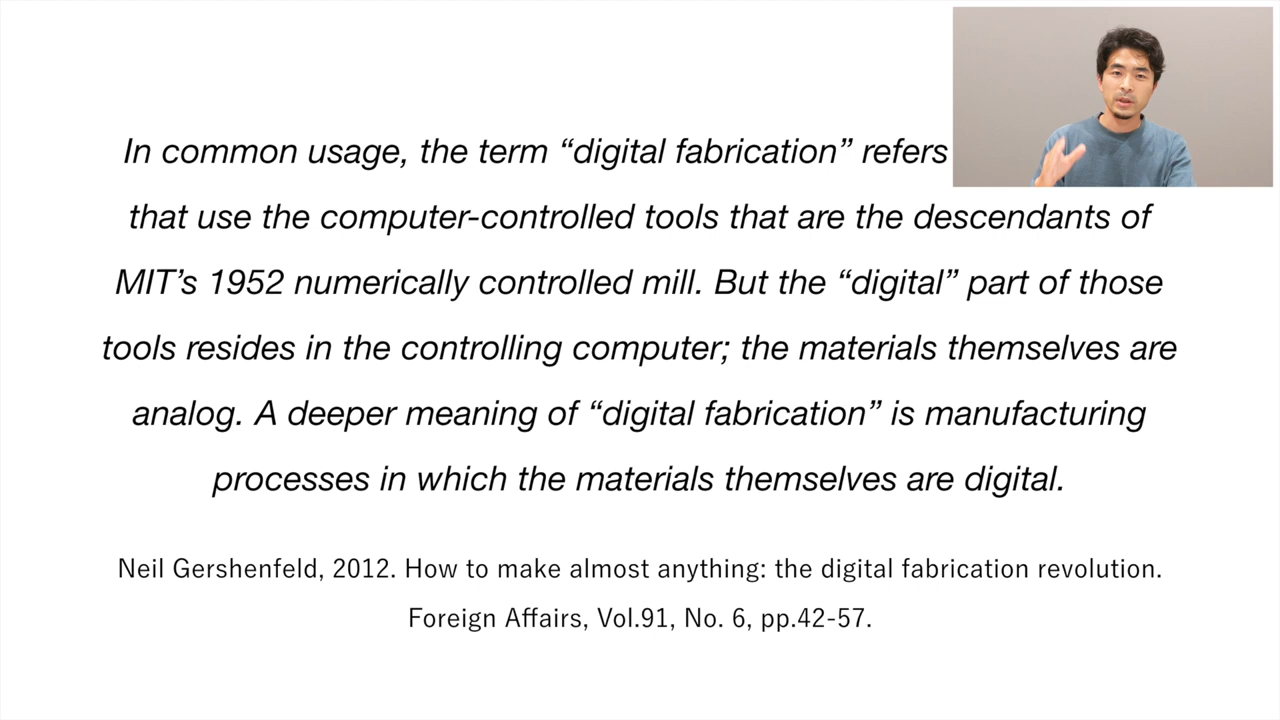 In common usage, the term “digital fabrication” refers
that use the computer-controlled tools that are the descendants of
MIT’s 1952 numerically controlled mill. But the “digital” part of those
tools resides in the controlling computer; the materials themselves are
analog. A deeper meaning of “digital fabrication” is manufacturing
processes in which the materials themselves are digital.
Neil Gershenfeld, 2012. How to make almost anything: the digital fabrication revolution.
Foreign Affairs, Vol.91, No. 6, pp.42-57.